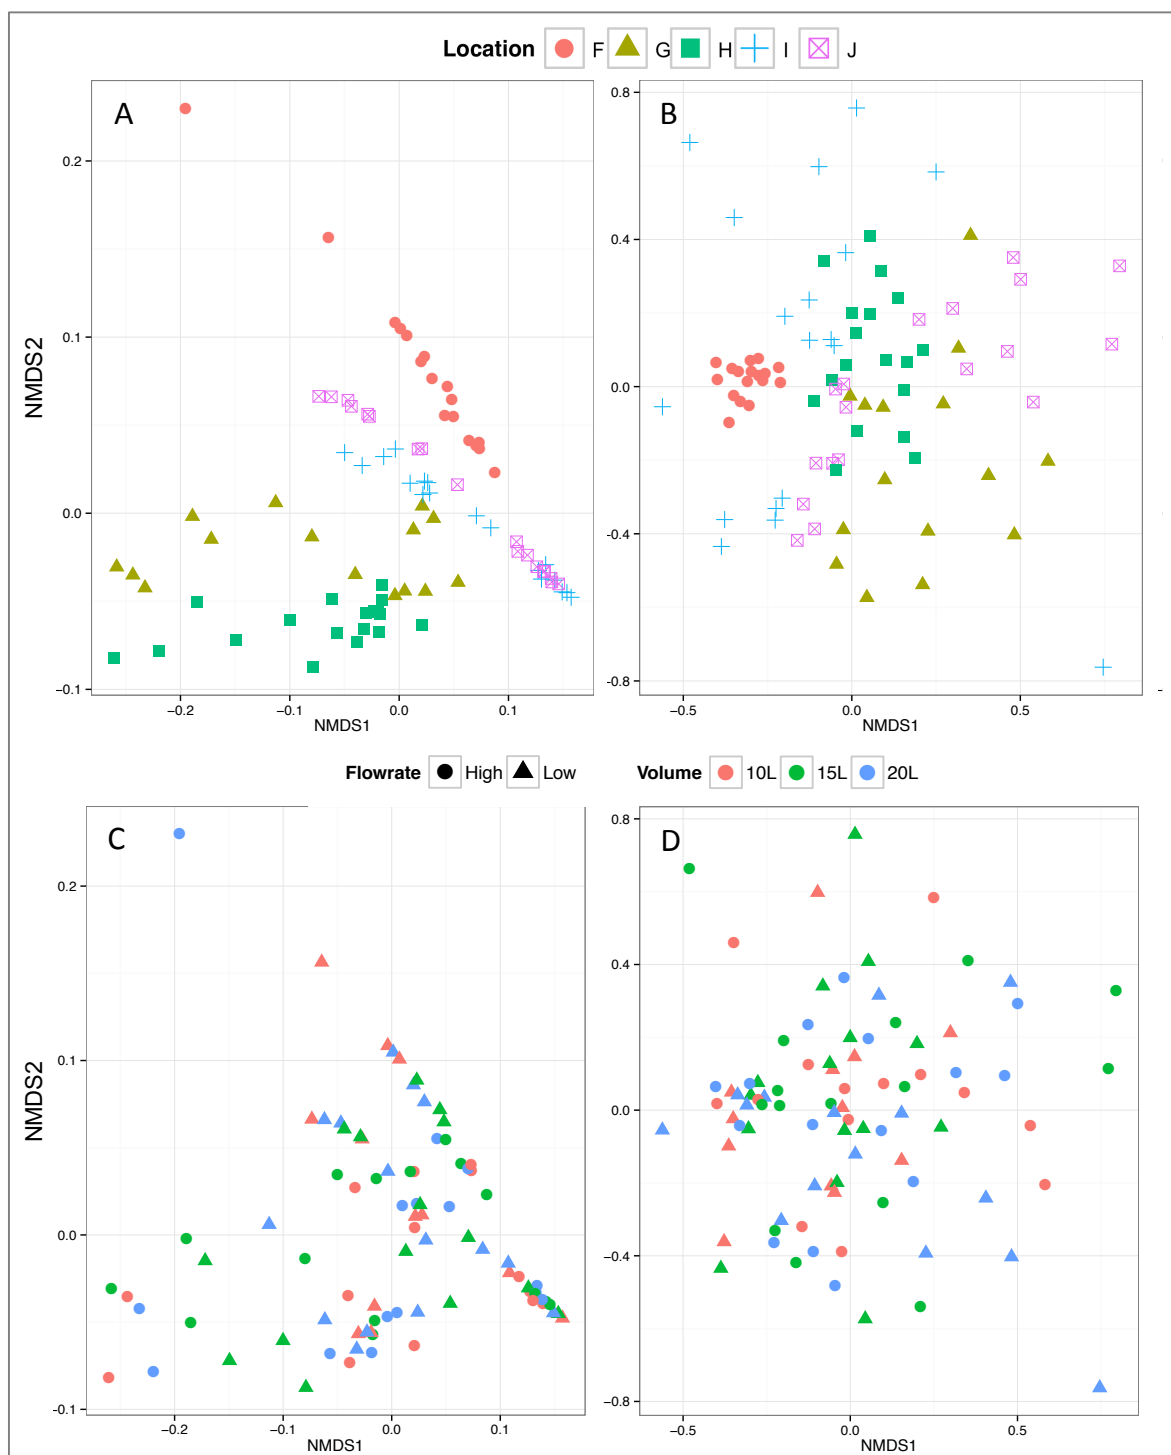 Location F G H I J
A
B
0.2
0.1
0.0
−0.1
NMDS2
−0.2 −0.1 0.0 0.1
NMDS1
0.8
0.4
0.0
-0.4
-0.8
−0.5 0.0 0.5
NMDS1
Flowrate High Low Volume 10L 15L 20L
C
D
0.2
0.1
0.0
−0.1
NMDS2
−0.2 −0.1 0.0 0.1
NMDS1
0.8
0.4
0.0
−0.4
−0.8
−0.5 0.0 0.5
NMDS1